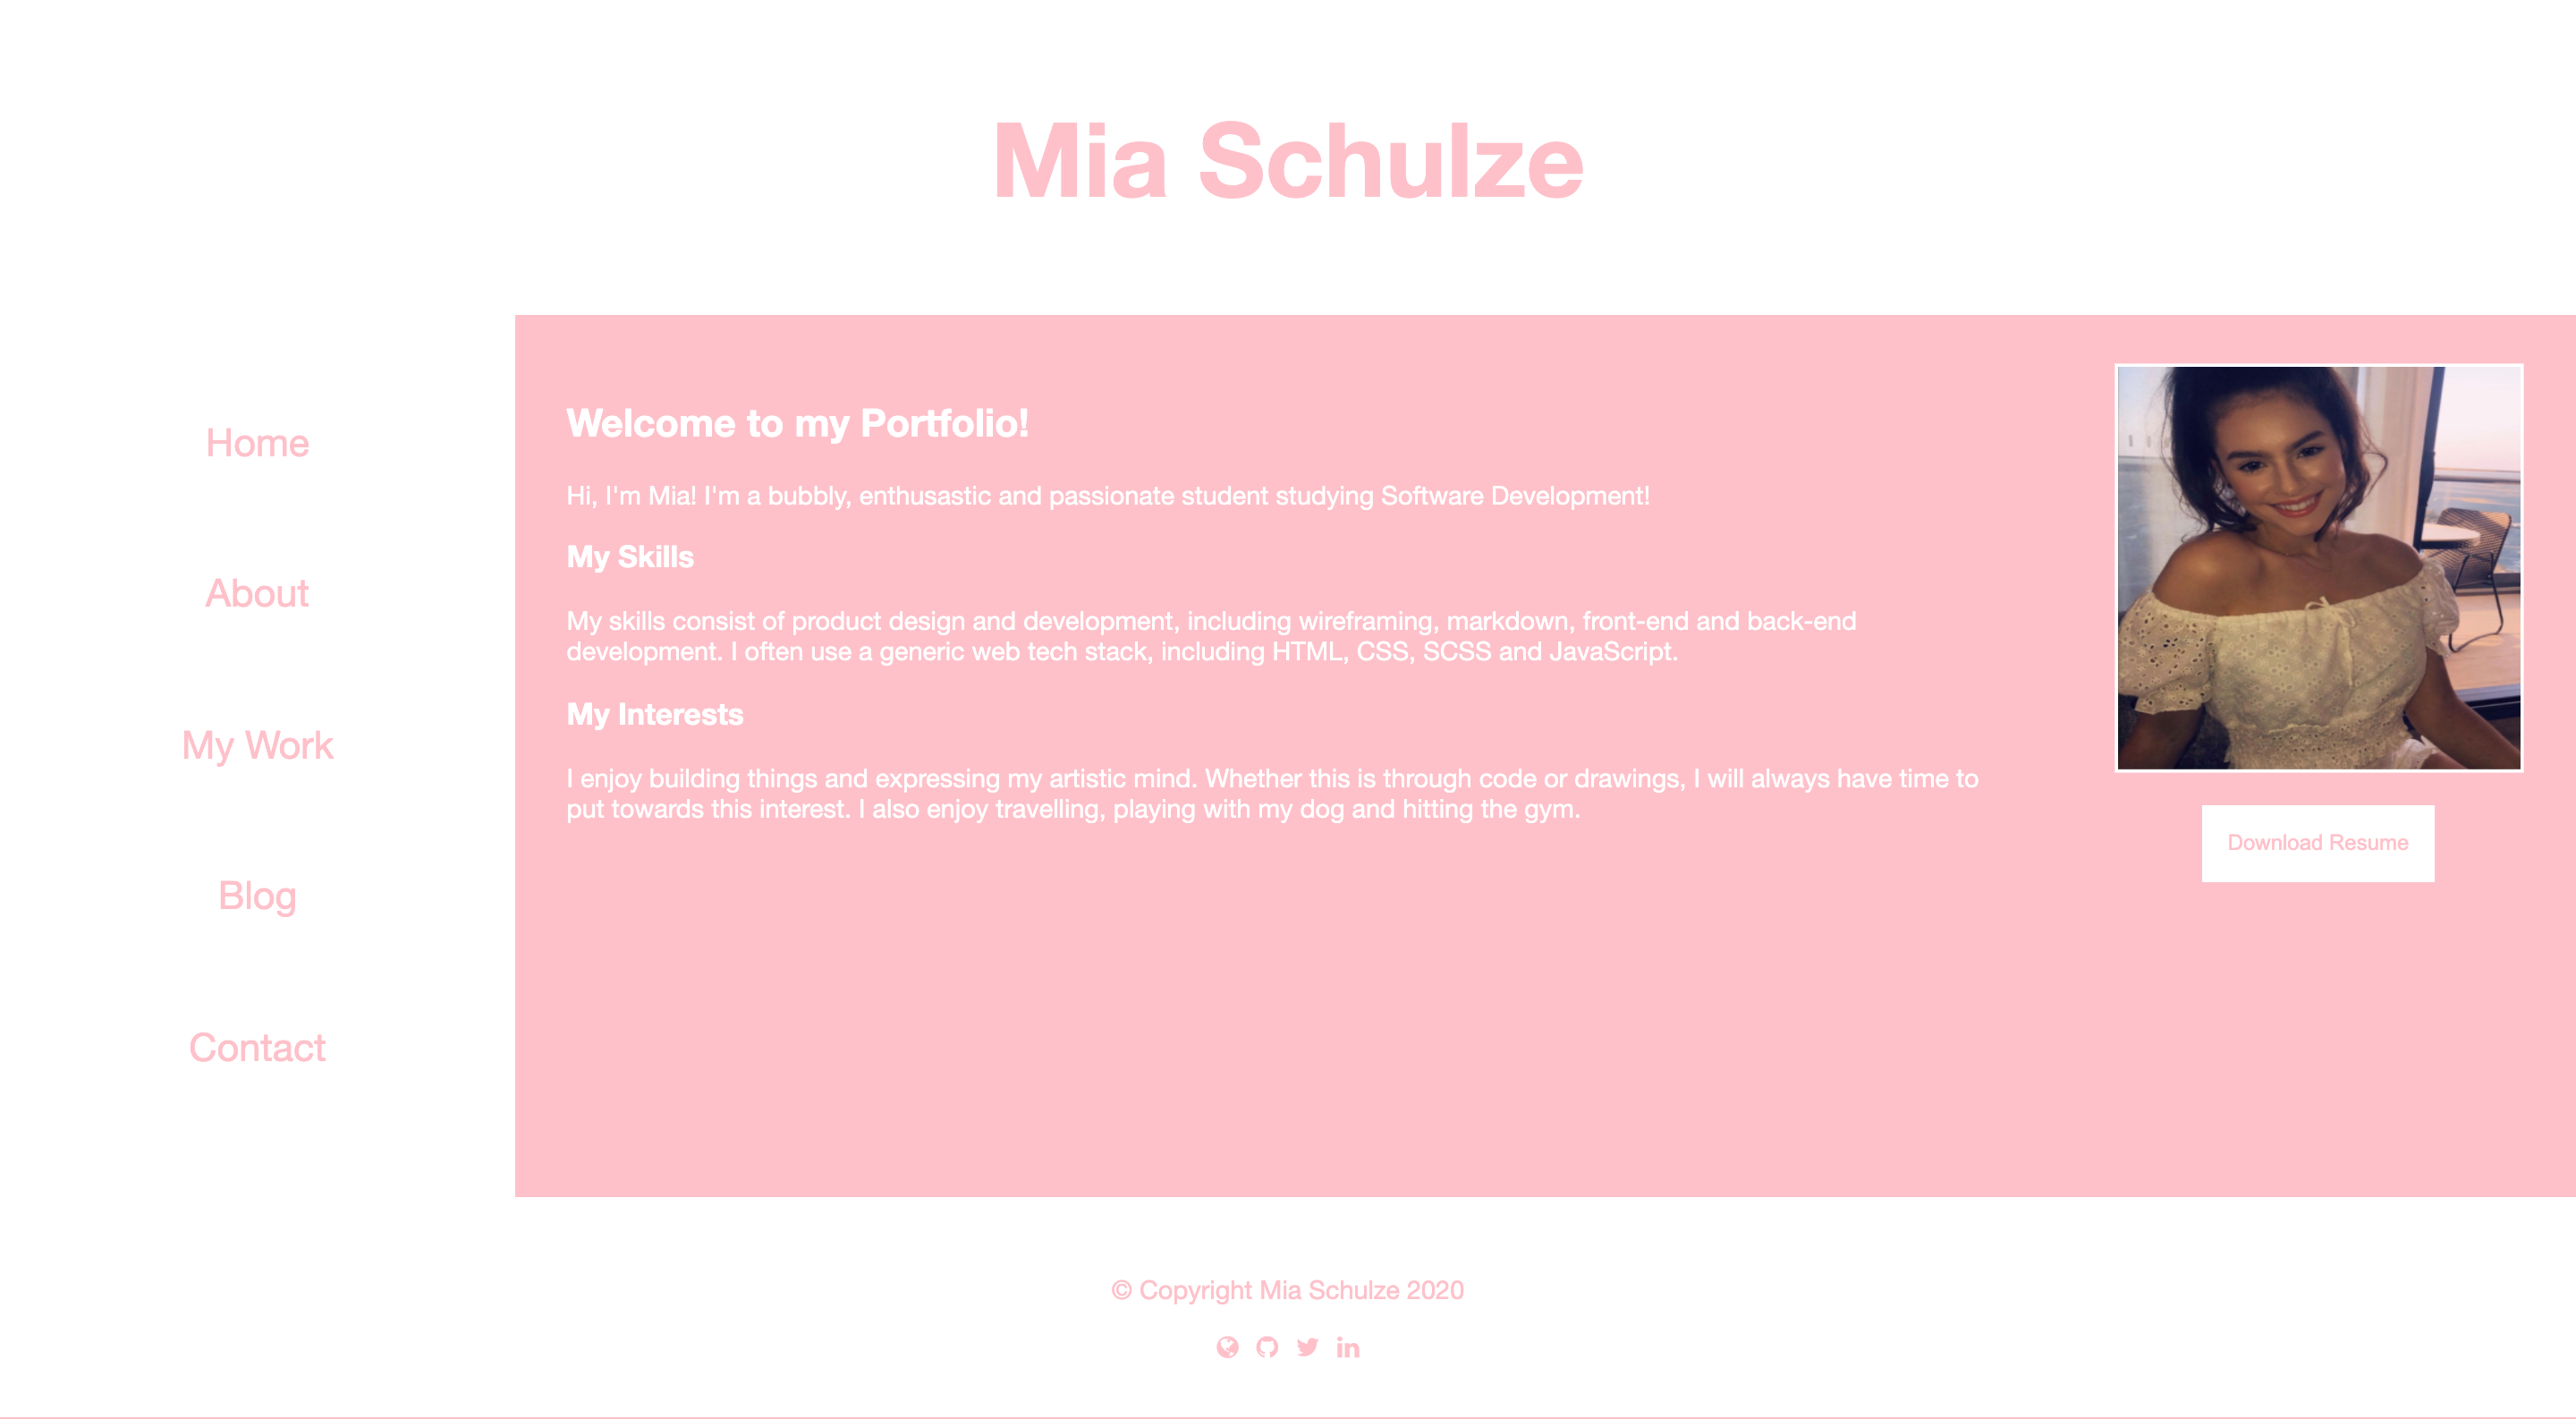 Mia Schulze
Home
About
My Work
Blog
Contact
Welcome to my Portfolio!
Hi, I'm Mia! I'm a bubbly, enthusastic and passionate student studying Software Development!
My Skills
My skills consist of product design and development, including wireframing, markdown, front-end and back-end
development. I often use a generic web tech stack, including HTML, CSS, SCSS and JavaScript.
My Interests
I enjoy building things and expressing my artistic mind. Whether this is through code or drawings, I will always have time to
put towards this interest. I also enjoy travelling, playing with my dog and hitting the gym.
Download Resume
© Copyright Mia Schulze 2020